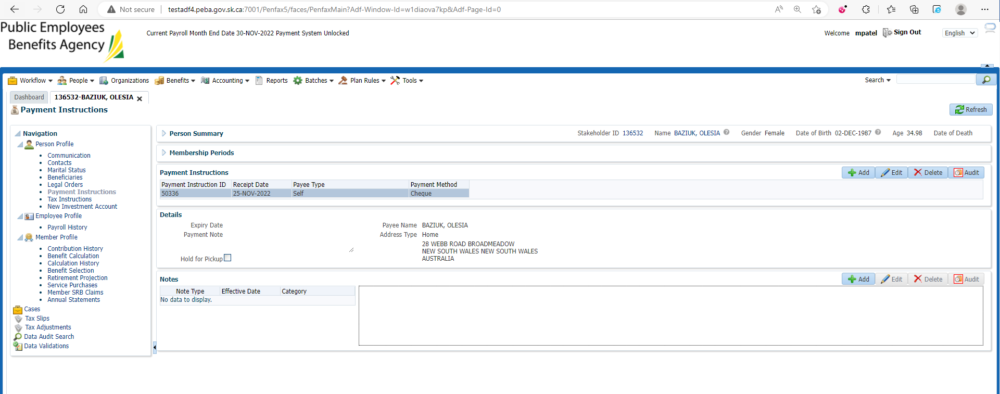 Not secure | testadf4.peba.gov.sk.ca:7001/Penfax5/faces/PenfaxMain?Adf-Window-Id=w1diaova7kp&Adf-Page-Id=0
Public Employees
Benefits Agency
Current Payroll Month End Date 30-NOV-2022 Payment System Unlocked
Welcome mpatel Sign Out English
Workflow People Organizations Benefits Accounting Reports Batches Plan Rules Tools Search
Dashboard 136532-BAZIUK, OLESIA
Payment Instructions
Refresh
Navigation
Person Profile
Communication
Contacts
Marital Status
Beneficiaries
Legal Orders
Payment Instructions
Tax Instructions
New Investment Account
Employee Profile
Payroll History
Member Profile
Contribution History
Benefit Calculation
Calculation History
Benefit Selection
Retirement Projection
Service Purchases
Member SRB Claims
Annual Statements
Cases
Tax Slips
Tax Adjustments
Data Audit Search
Data Validations
Person Summary Stakeholder ID 136532 Name BAZIUK, OLESIA Gender Female Date of Birth 02-DEC-1987 Age 34.98 Date of Death
Membership Periods
Payment Instructions Add Edit Delete Audit
Payment Instruction ID Receipt Date Payee Type Payment Method
50336 25-NOV-2022 Self Cheque
Details
Expiry Date Payee Name BAZIUK, OLESIA
Payment Note Address Type Home
28 WEBB ROAD BROADMEADOW
NEW SOUTH WALES NEW SOUTH WALES
Hold for Pickup AUSTRALIA
Notes Add Edit Delete Audit
Note Type Effective Date Category
No data to display.